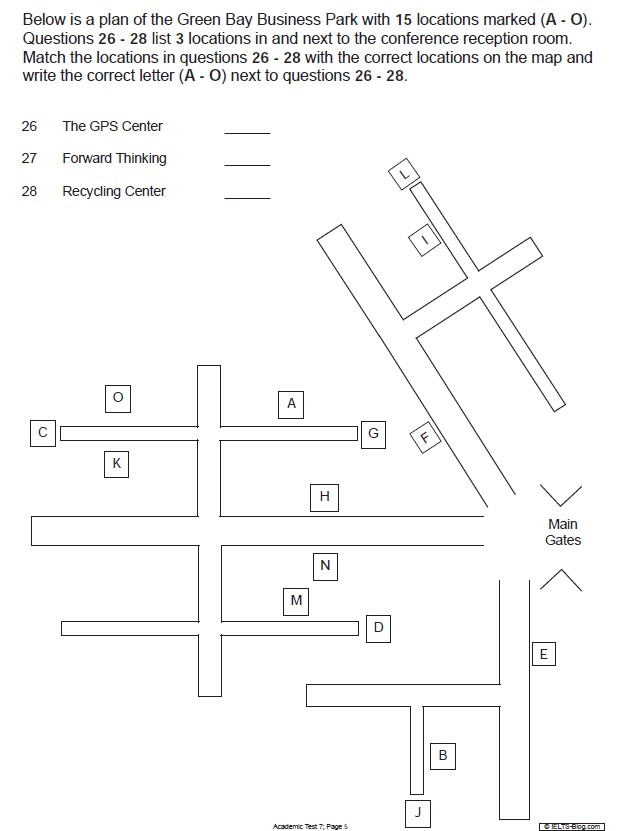 Below is a plan of the Green Bay Business Park with 15 locations marked (A - O).
Questions 26 - 28 list 3 locations in and next to the conference reception room.
Match the locations in questions 26 - 28 with the correct locations on the map and
write the correct letter (A - O) next to questions 26 - 28.
26 The GPS Center ______
27 Forward Thinking ______
28 Recycling Center ______
L
I
O
A
C
G
F
K
H
Main
Gates
N
M
D
E
B
J
Academic Test 7; Page 5
© IELTS-Blog.com